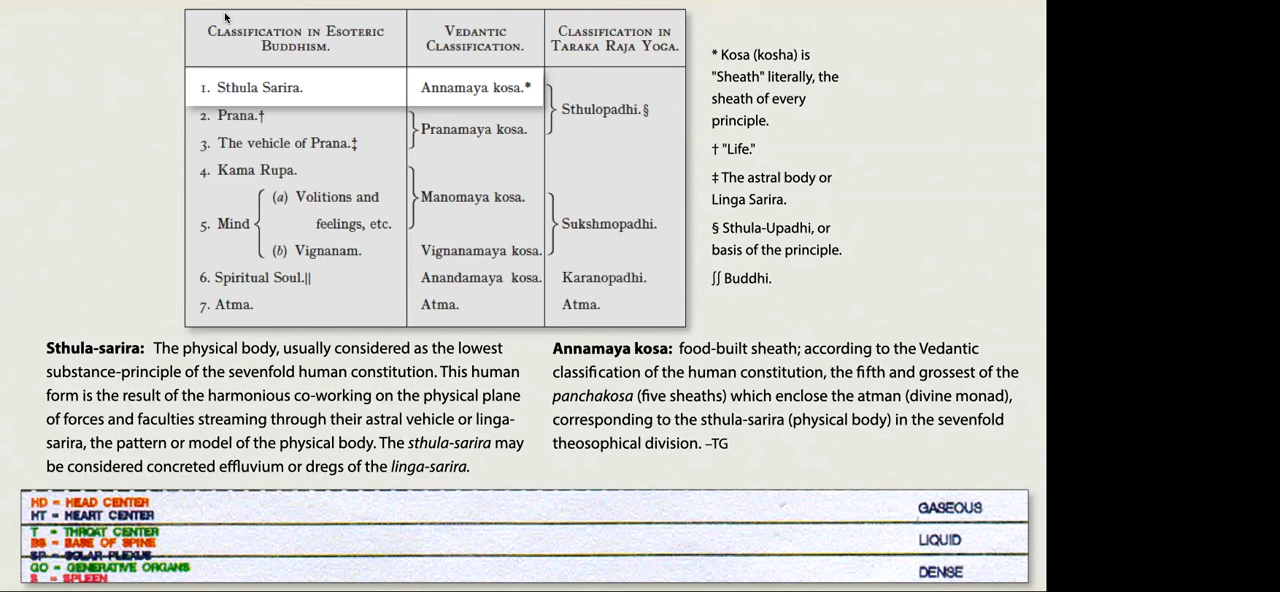 CLASSIFICATION IN ESOTERIC
BUDDHISM.
VEDANTIC
CLASSIFICATION.
CLASSIFICATION IN
TARAKA RAJA YOGA.
1. Sthula Sarira.
Annamaya kosa.*
Sthulopadhi.§
2. Prana.†
Pranamaya kosa.
3. The vehicle of Prana.‡
4. Kama Rupa.
5. Mind
(a) Volitions and
feelings, etc.
(b) Vignanam.
Manomaya kosa.
Sukshmopadhi.
Vignanamaya kosa.
6. Spiritual Soul.||
Anandamaya kosa.
Karanopadhi.
7. Atma.
Atma.
Atma.
* Kosa (kosha) is
"Sheath" literally, the
sheath of every
principle.
† "Life."
‡ The astral body or
Linga Sarira.
§ Sthula-Upadhi, or
basis of the principle.
∫∫ Buddhi.
Sthula-sarira: The physical body, usually considered as the lowest
substance-principle of the sevenfold human constitution. This human
form is the result of the harmonious co-working on the physical plane
of forces and faculties streaming through their astral vehicle or linga-
sarira, the pattern or model of the physical body. The sthula-sarira may
be considered concreted effluvium or dregs of the linga-sarira.
Annamaya kosa: food-built sheath; according to the Vedantic
classification of the human constitution, the fifth and grossest of the
panchakosa (five sheaths) which enclose the atman (divine monad),
corresponding to the sthula-sarira (physical body) in the sevenfold
theosophical division. –TG
HD = HEAD CENTER
HT = HEART CENTER
GASEOUS
T = THROAT CENTER
BS = BASE OF SPINE
LIQUID
SP = SOLAR PLEXUS
GO = GENERATIVE ORGANS
S = SPLEEN
DENSE